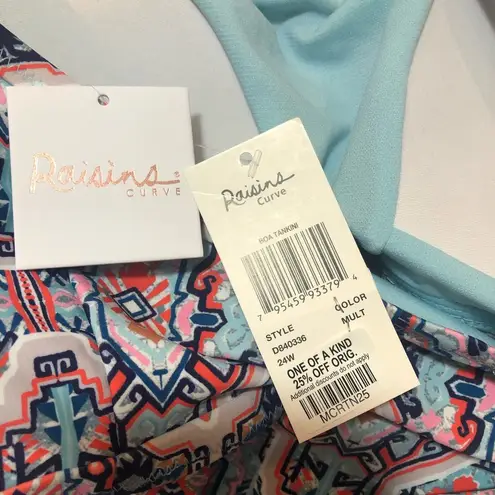 Raisins®
CURVE
Raisins
Curve
BOA TANKINI
7 95459 93379 4
STYLE
COLOR
D840336
MULT
24W
ONE OF A KIND
25% OFF ORIG.
Additional discounts do not apply
MCRTN25